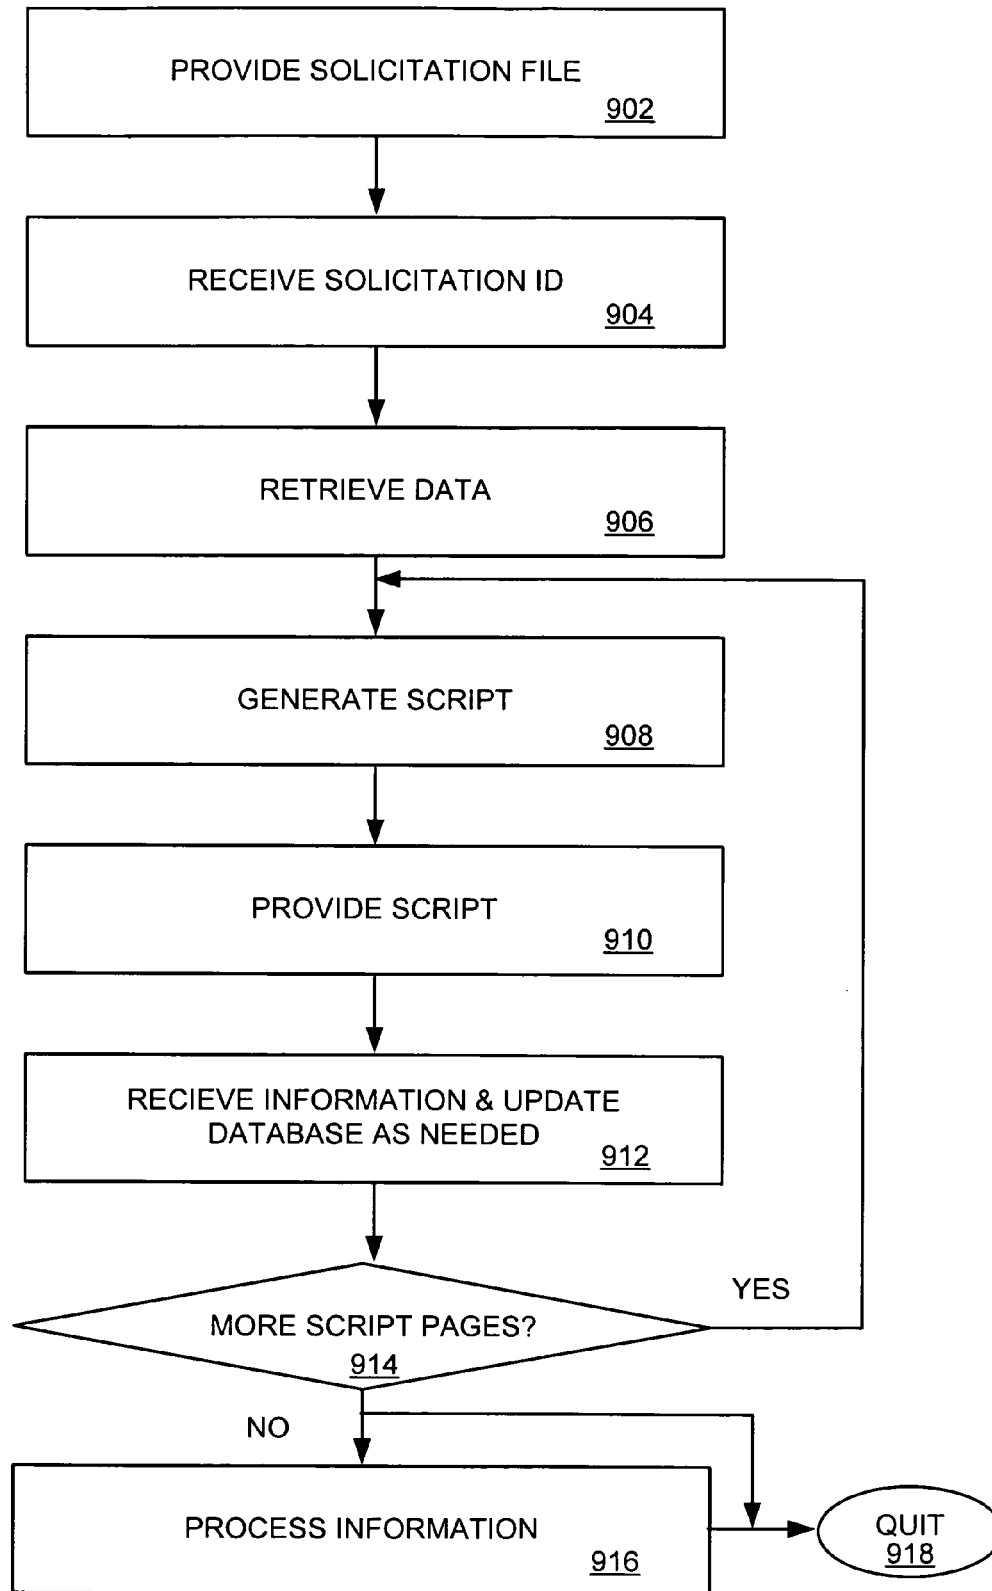 PROVIDE SOLICITATION FILE
902
RECEIVE SOLICITATION ID
904
RETRIEVE DATA
906
GENERATE SCRIPT
908
PROVIDE SCRIPT
910
RECIEVE INFORMATION & UPDATE
DATABASE AS NEEDED
912
YES
MORE SCRIPT PAGES?
914
NO
PROCESS INFORMATION
916
QUIT
918